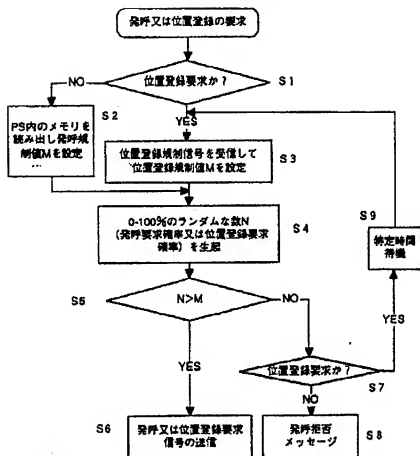 発呼又は位置登録の要求
位置登録要求か?
S1
NO
YES
S2
PS内のメモリを
読み出し発呼規
制値Mを設定
…
位置登録規制信号を受信して
位置登録規制値Mを設定
S3
0-100%のランダムな数N
(発呼要求確率又は位置登録要求
確率)を生起
S4
S9
特定時間
待機
S5
N>M
NO
YES
YES
位置登録要求か?
S7
NO
S6
発呼又は位置登録要求
信号の送信
発呼拒否
メッセージ
S8